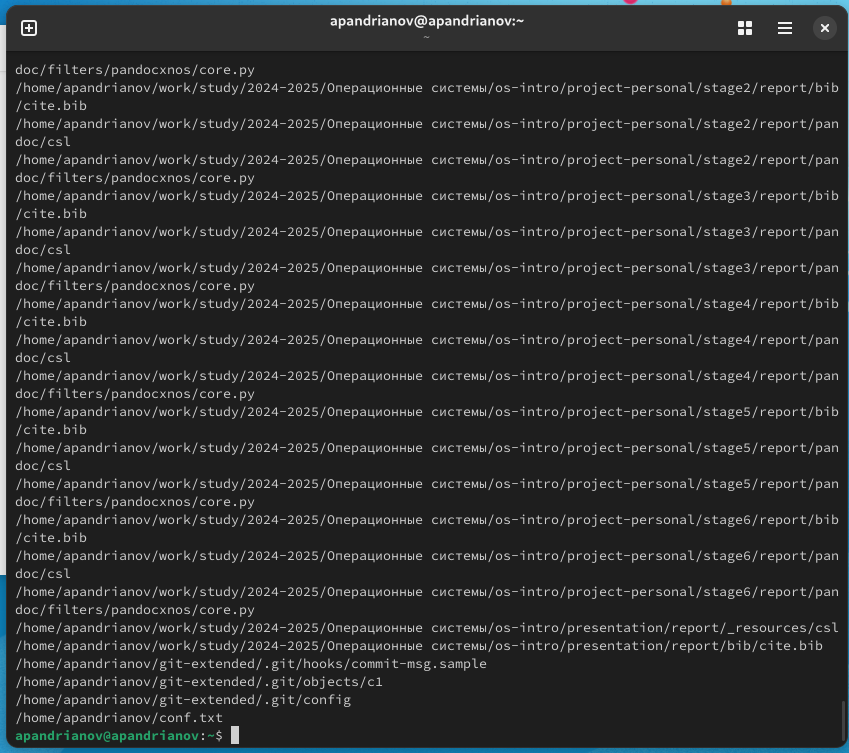 apandrianov@apandrianov:~
~
doc/filters/pandocxnos/core.py
/home/apandrianov/work/study/2024-2025/Операционные системы/os-intro/project-personal/stage2/report/bib
/cite.bib
/home/apandrianov/work/study/2024-2025/Операционные системы/os-intro/project-personal/stage2/report/pan
doc/csl
/home/apandrianov/work/study/2024-2025/Операционные системы/os-intro/project-personal/stage2/report/pan
doc/filters/pandocxnos/core.py
/home/apandrianov/work/study/2024-2025/Операционные системы/os-intro/project-personal/stage3/report/bib
/cite.bib
/home/apandrianov/work/study/2024-2025/Операционные системы/os-intro/project-personal/stage3/report/pan
doc/csl
/home/apandrianov/work/study/2024-2025/Операционные системы/os-intro/project-personal/stage3/report/pan
doc/filters/pandocxnos/core.py
/home/apandrianov/work/study/2024-2025/Операционные системы/os-intro/project-personal/stage4/report/bib
/cite.bib
/home/apandrianov/work/study/2024-2025/Операционные системы/os-intro/project-personal/stage4/report/pan
doc/csl
/home/apandrianov/work/study/2024-2025/Операционные системы/os-intro/project-personal/stage4/report/pan
doc/filters/pandocxnos/core.py
/home/apandrianov/work/study/2024-2025/Операционные системы/os-intro/project-personal/stage5/report/bib
/cite.bib
/home/apandrianov/work/study/2024-2025/Операционные системы/os-intro/project-personal/stage5/report/pan
doc/csl
/home/apandrianov/work/study/2024-2025/Операционные системы/os-intro/project-personal/stage5/report/pan
doc/filters/pandocxnos/core.py
/home/apandrianov/work/study/2024-2025/Операционные системы/os-intro/project-personal/stage6/report/bib
/cite.bib
/home/apandrianov/work/study/2024-2025/Операционные системы/os-intro/project-personal/stage6/report/pan
doc/csl
/home/apandrianov/work/study/2024-2025/Операционные системы/os-intro/project-personal/stage6/report/pan
doc/filters/pandocxnos/core.py
/home/apandrianov/work/study/2024-2025/Операционные системы/os-intro/presentation/report/_resources/csl
/home/apandrianov/work/study/2024-2025/Операционные системы/os-intro/presentation/report/bib/cite.bib
/home/apandrianov/git-extended/.git/hooks/commit-msg.sample
/home/apandrianov/git-extended/.git/objects/c1
/home/apandrianov/git-extended/.git/config
/home/apandrianov/conf.txt
apandrianov@apandrianov:~$